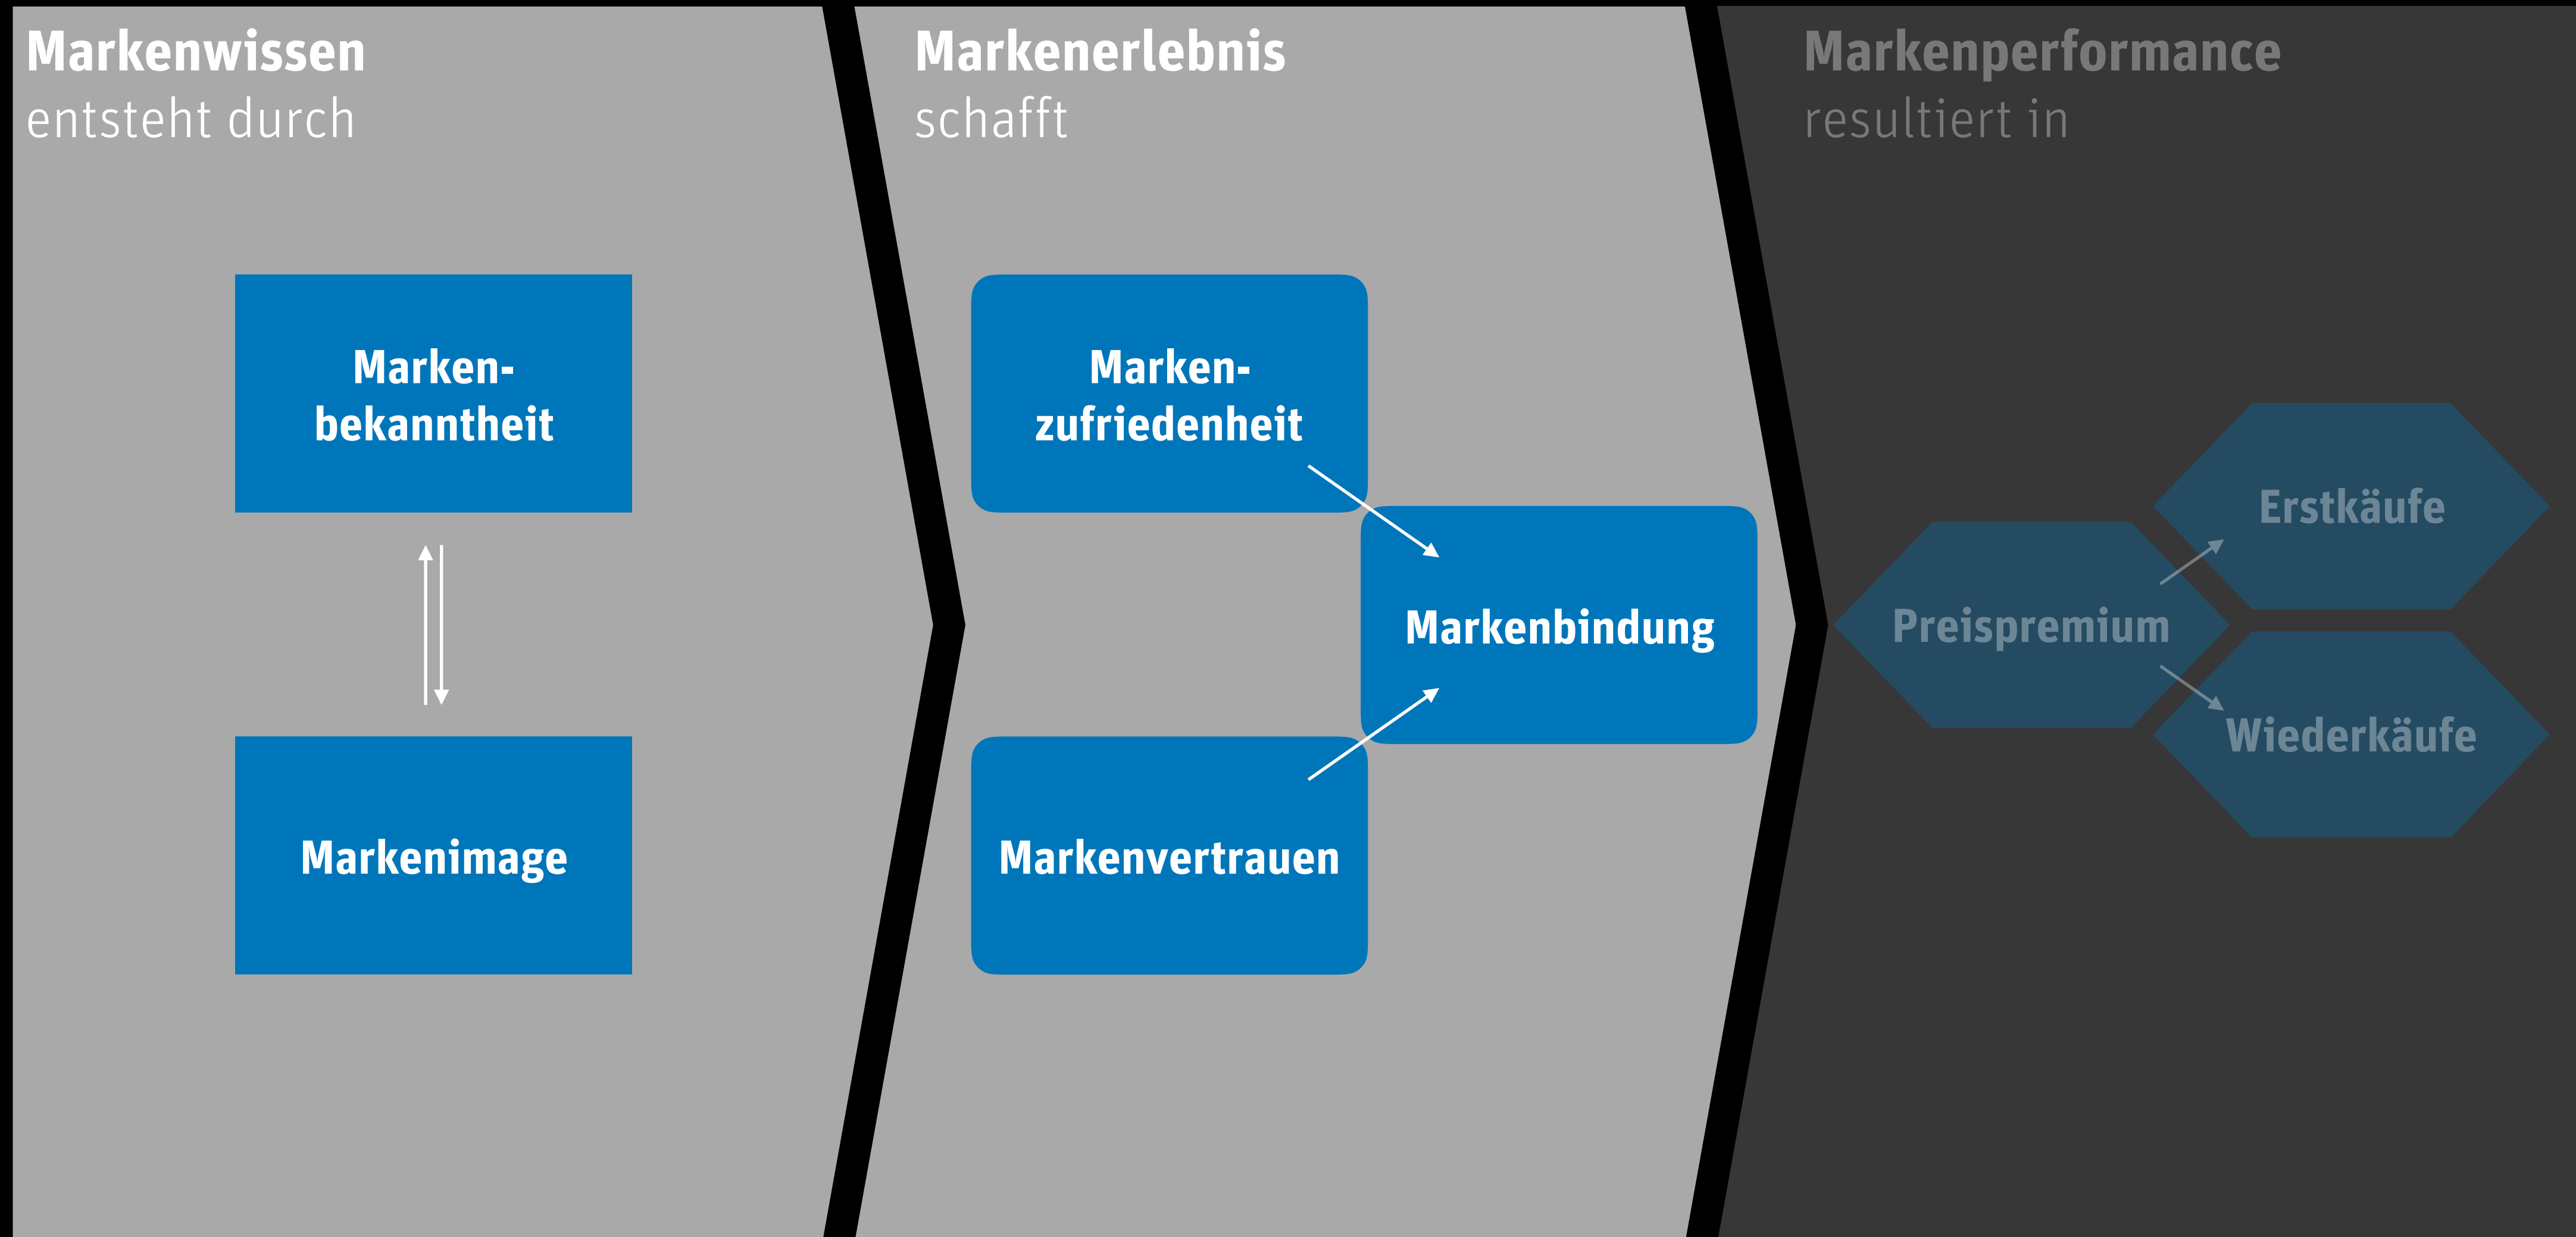 Markenwissen
entsteht durch
Marken-
bekanntheit
Markenimage
Markenerlebnis
schafft
Marken-
zufriedenheit
Markenbindung
Markenvertrauen
Markenperformance
resultiert in
Erstkäufe
Preispremium
Wiederkäufe